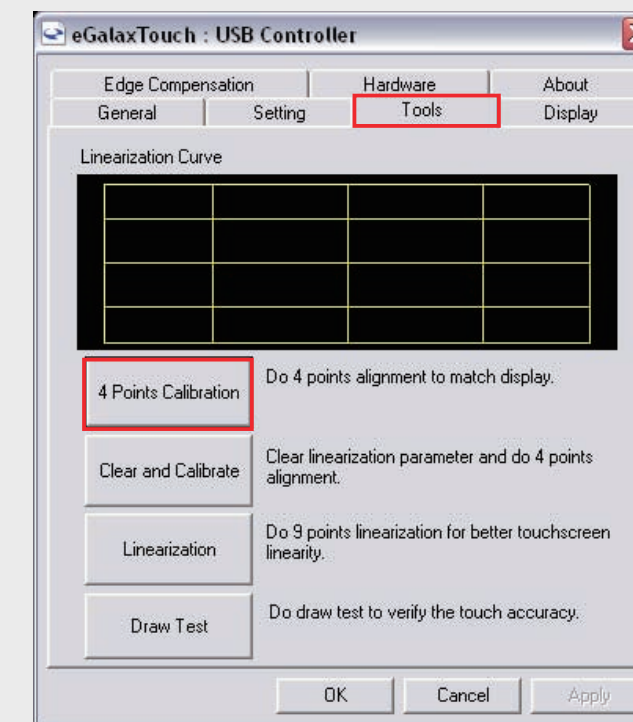 eGalaxTouch : USB Controller
Edge Compensation Hardware About
General Setting Tools Display
Linearization Curve
4 Points Calibration
Do 4 points alignment to match display.
Clear and Calibrate
Clear linearization parameter and do 4 points
alignment.
Linearization
Do 9 points linearization for better touchscreen
linearity.
Draw Test
Do draw test to verify the touch accuracy.
OK Cancel Apply